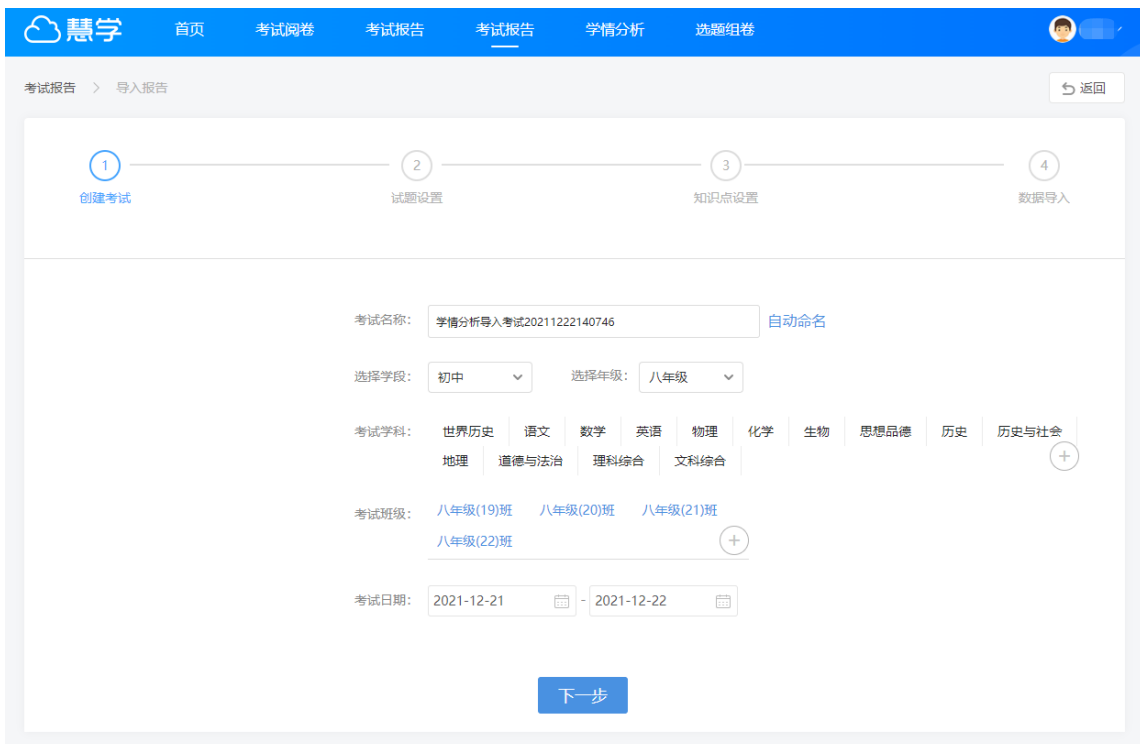 慧学 首页 考试阅卷 考试报告 考试报告 学情分析 选题组卷
考试报告 > 导入报告 返回
1 2 3 4
创建考试 试题设置 知识点设置 数据导入
考试名称： 学情分析导入考试20211222140746 自动命名
选择学段： 初中 选择年级： 八年级
考试学科： 世界历史 语文 数学 英语 物理 化学 生物 思想品德 历史 历史与社会
地理 道德与法治 理科综合 文科综合
考试班级： 八年级(19)班 八年级(20)班 八年级(21)班
八年级(22)班
考试日期： 2021-12-21 - 2021-12-22
下一步